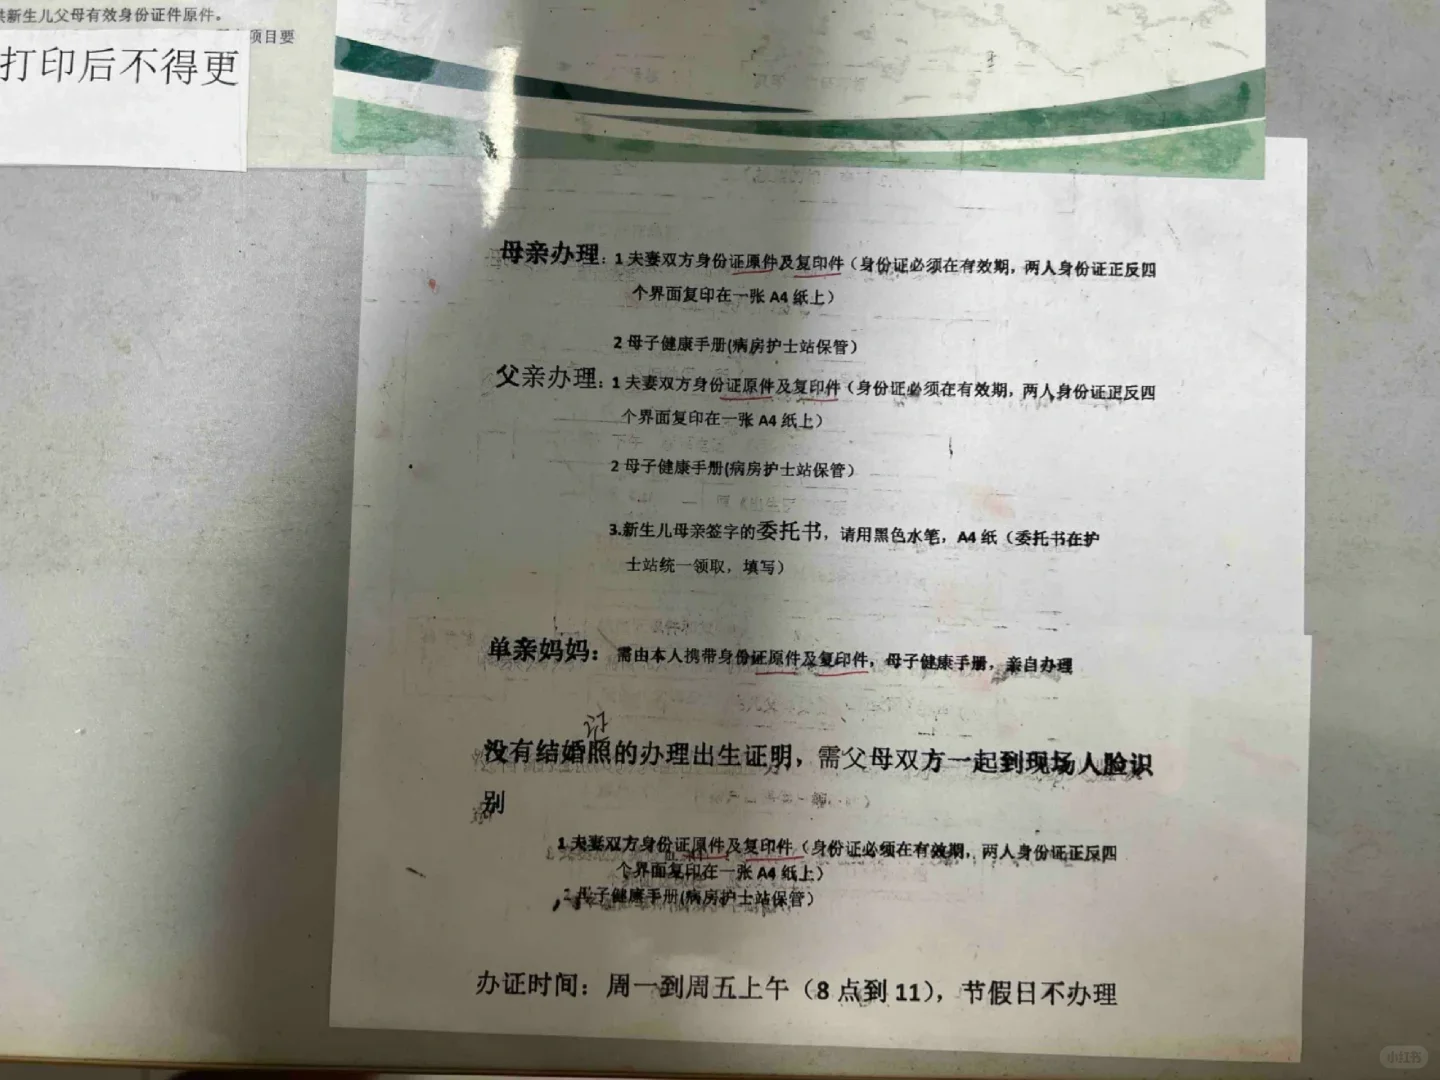 供新生儿父母有效身份证件原件。
项目要
打印后不得更
母亲办理：1 夫妻双方身份证原件及复印件（身份证必须在有效期，两人身份证正反四
个界面复印在一张 A4 纸上）
2 母子健康手册(病房护士站保管）
父亲办理：1 夫妻双方身份证原件及复印件（身份证必须在有效期，两人身份证正反四
个界面复印在一张 A4 纸上）
2 母子健康手册(病房护士站保管）
3.新生儿母亲签字的委托书，请用黑色水笔，A4 纸（委托书在护
士站统一领取，填写）
单亲妈妈：需由本人携带身份证原件及复印件，母子健康手册，亲自办理
证
没有结婚照的办理出生证明，需父母双方一起到现场人脸识
别
1 夫妻双方身份证原件及复印件（身份证必须在有效期，两人身份证正反四
个界面复印在一张 A4 纸上）
2 母子健康手册(病房护士站保管）
办证时间：周一到周五上午（8 点到 11），节假日不办理
小红书